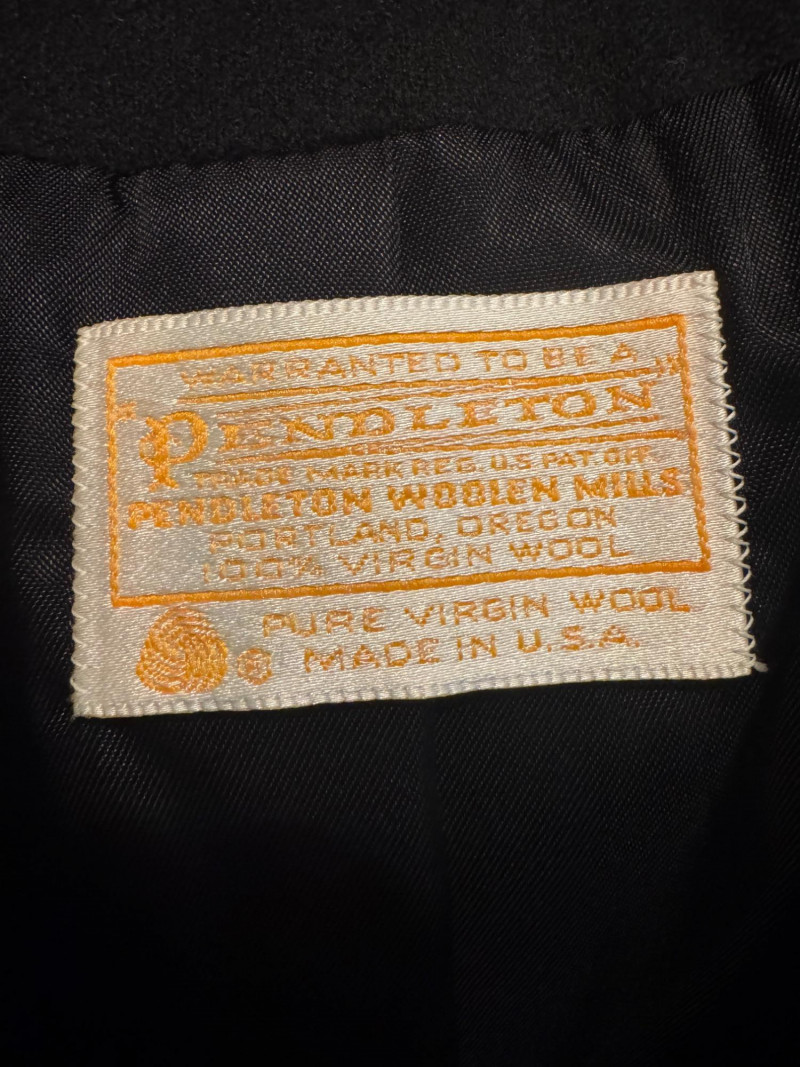 WARRANTED TO BE A
"PENDLETON"
TRADE MARK REG. U.S. PAT. OFF.
PENDLETON WOOLEN MILLS
PORTLAND, OREGON
100% VIRGIN WOOL
PURE VIRGIN WOOL
® MADE IN U.S.A.